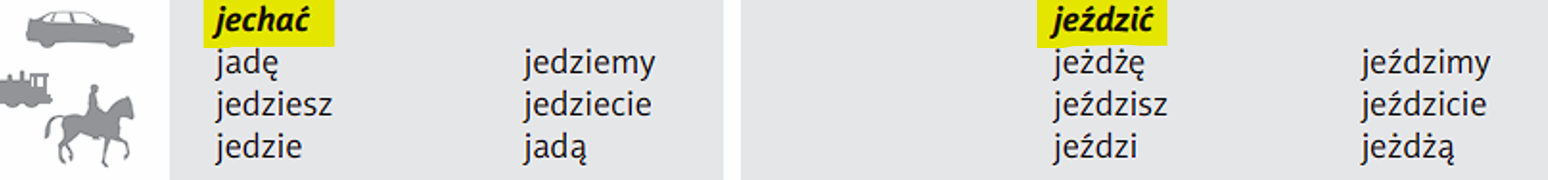 jechać
jadę jedziemy
jedziesz jedziecie
jedzie jadą
jeździć
jeżdżę jeździmy
jeździsz jeździcie
jeździ jeżdżą